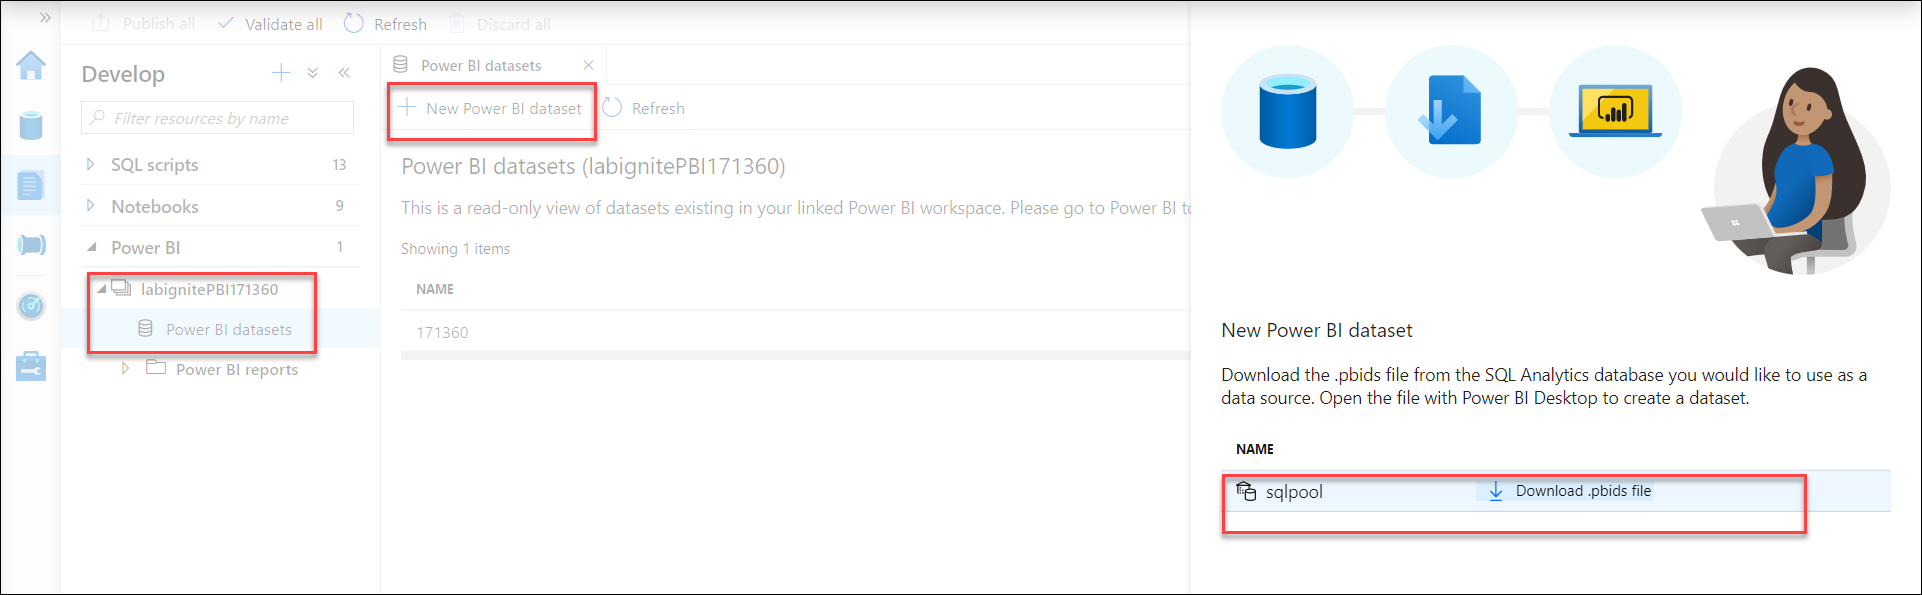 Publish all
Validate all
Refresh
Discard all
Develop
Filter resources by name
SQL scripts 13
Notebooks 9
Power BI 1
labignitePBI171360
Power BI datasets
Power BI reports
Power BI datasets
New Power BI dataset
Refresh
Power BI datasets (labignitePBI171360)
This is a read-only view of datasets existing in your linked Power BI workspace. Please go to Power BI to
Showing 1 items
NAME
171360
New Power BI dataset
Download the .pbids file from the SQL Analytics database you would like to use as a
data source. Open the file with Power BI Desktop to create a dataset.
NAME
sqlpool Download .pbids file